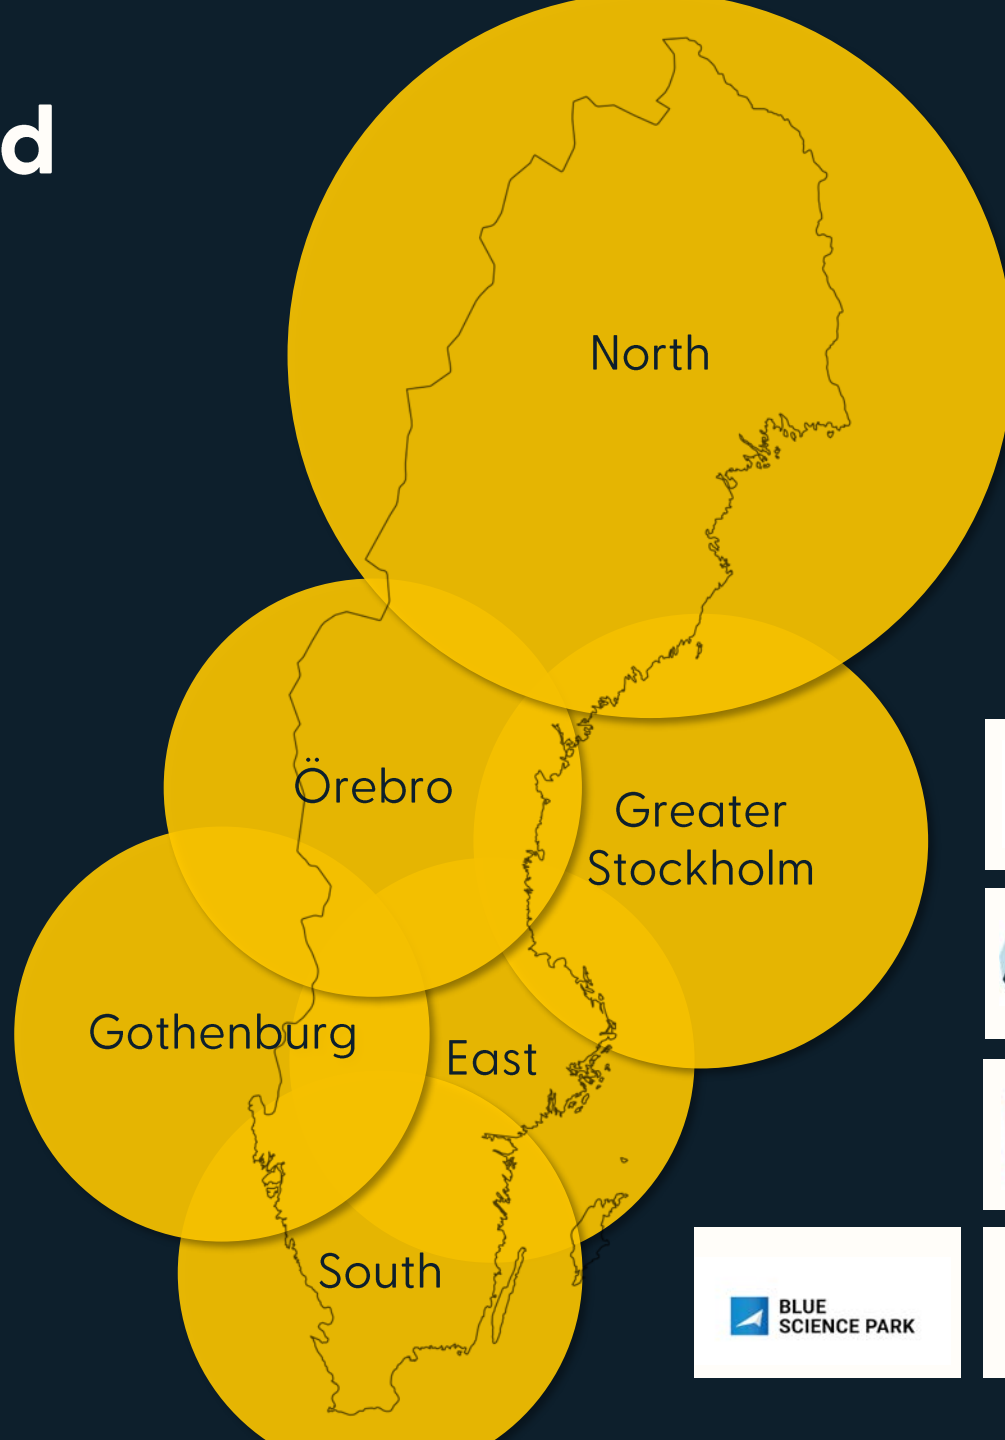 d
North
Örebro
Greater
Stockholm
Gothenburg
East
South
BLUE
SCIENCE PARK